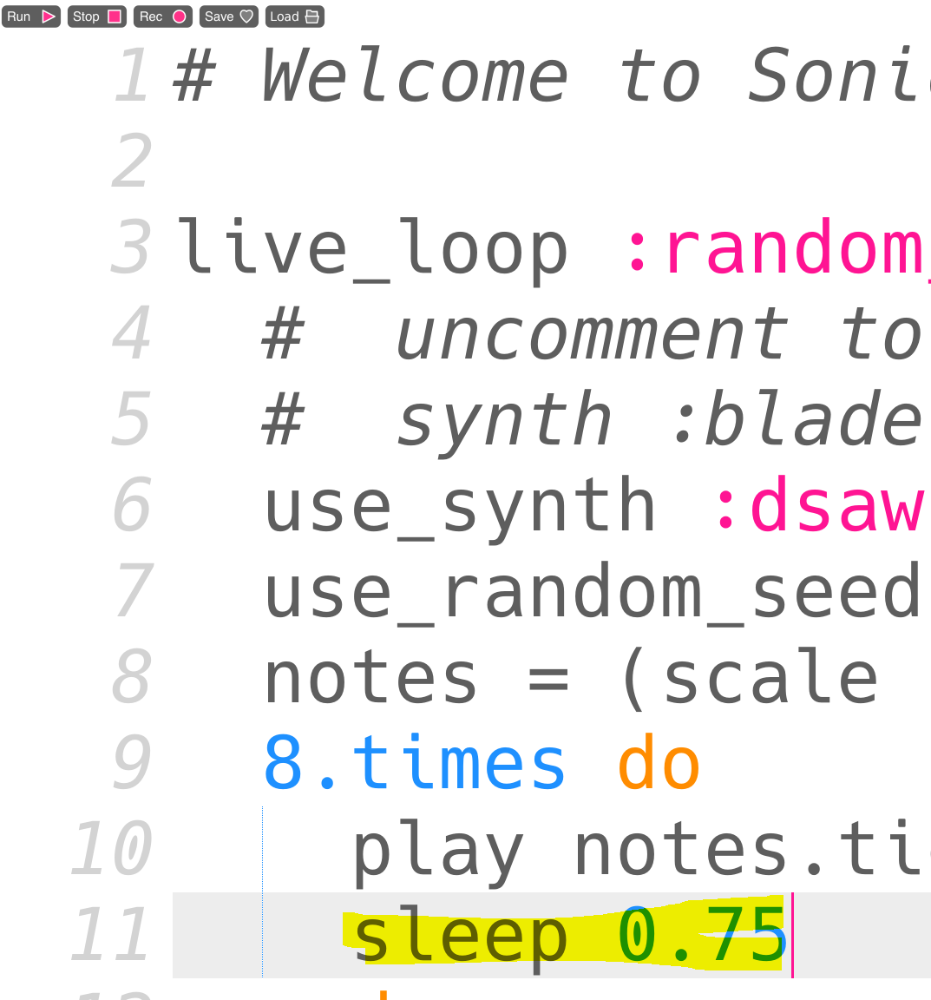 Run Stop Rec Save Load
1 # Welcome to Soni
2
3 live_loop :random_
4 # uncomment to
5 # synth :blade
6 use_synth :dsaw
7 use_random_seed
8 notes = (scale
9 8.times do
10 play notes.ti
11 sleep 0.75